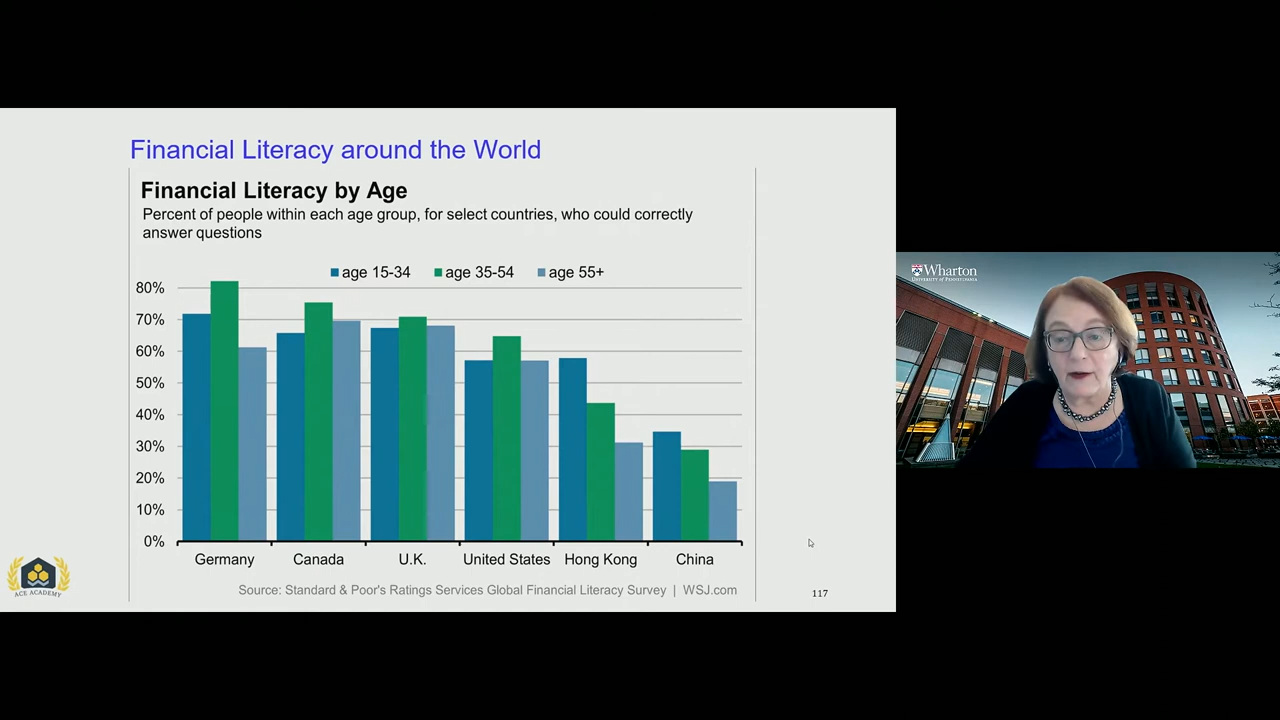 Financial Literacy around the World
Financial Literacy by Age
Percent of people within each age group, for select countries, who could correctly
answer questions
age 15-34 age 35-54 age 55+
80%
70%
60%
50%
40%
30%
20%
10%
0%
Germany Canada U.K. United States Hong Kong China
Source: Standard & Poor's Ratings Services Global Financial Literacy Survey | WSJ.com
117
ACE ACADEMY
Wharton
UNIVERSITY of PENNSYLVANIA